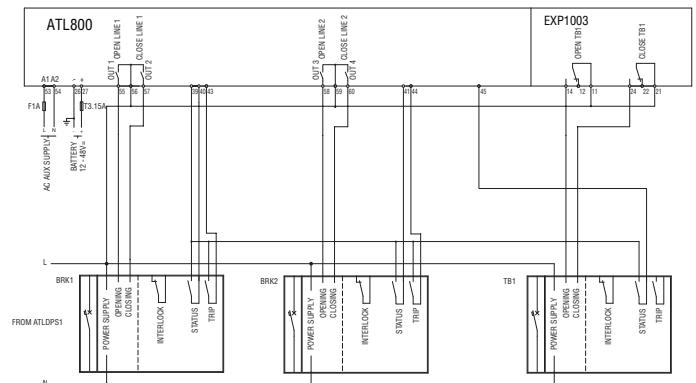 ATL800
EXP1003
OUT 1
OPEN LINE 1
CLOSE LINE 1
OUT 2
OUT 3
OPEN LINE2
CLOSE LINE 2
OUT 4
OPEN TB1
CLOSE TB1
A1 A2 - +
53 54 26 27 55 56 57 39 40 43 58 59 60 41 44 45 14 12 11 24 22 21
F1A
T3.15A
L N - +
AC AUX SUPPLY
BATTERY
12 - 48V=
L
BRK1
BRK2
TB1
FROM ATLDPS1
POWER SUPPLY
OPENING
CLOSING
INTERLOCK
STATUS
TRIP
POWER SUPPLY
OPENING
CLOSING
INTERLOCK
STATUS
TRIP
POWER SUPPLY
OPENING
CLOSING
INTERLOCK
STATUS
TRIP
N